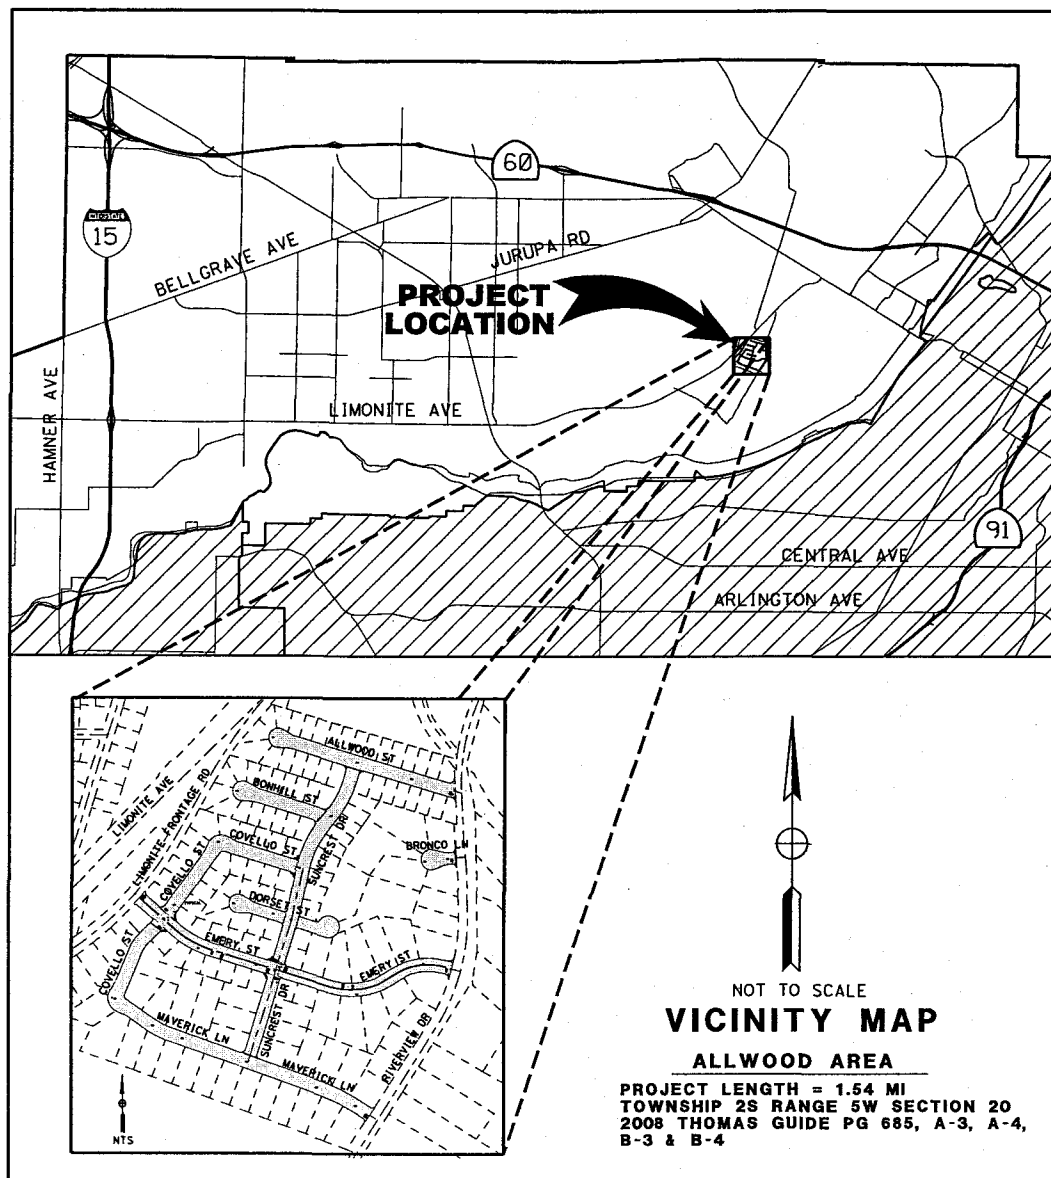 60
INTERSTATE
15
BELLGRAVE AVE
JURUPA RD
PROJECT
LOCATION
HAMNER AVE
LIMONITE AVE
91
CENTRAL AVE
ARLINGTON AVE
ALLWOOD ST
LIMONITE AVE
LIMONITE FRONTAGE RD
BONHILL ST
COVELLO ST
COVELLO ST
SUNCREST DR
BRONCO LN
DORSET ST
EMERY ST
EMERY ST
COVELLO ST
MAVERICK LN
SUNCREST DR
MAVERICK LN
RIVERVIEW DR
NTS
NOT TO SCALE
VICINITY MAP
ALLWOOD AREA
PROJECT LENGTH = 1.54 MI
TOWNSHIP 2S RANGE 5W SECTION 20
2008 THOMAS GUIDE PG 685, A-3, A-4,
B-3 & B-4